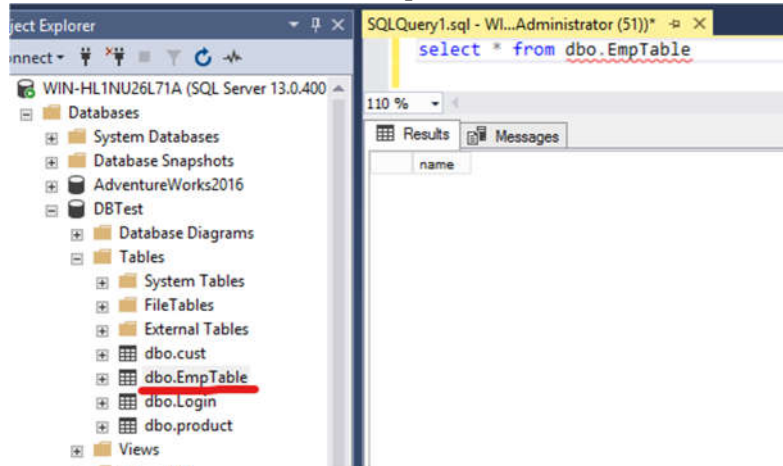 ject Explorer
SQLQuery1.sql - WI...Administrator (51))*
nnect
select * from dbo.EmpTable
WIN-HL1NU26L71A (SQL Server 13.0.400
110 %
Databases
Results Messages
System Databases
name
Database Snapshots
AdventureWorks2016
DBTest
Database Diagrams
Tables
System Tables
FileTables
External Tables
dbo.cust
dbo.EmpTable
dbo.Login
dbo.product
Views